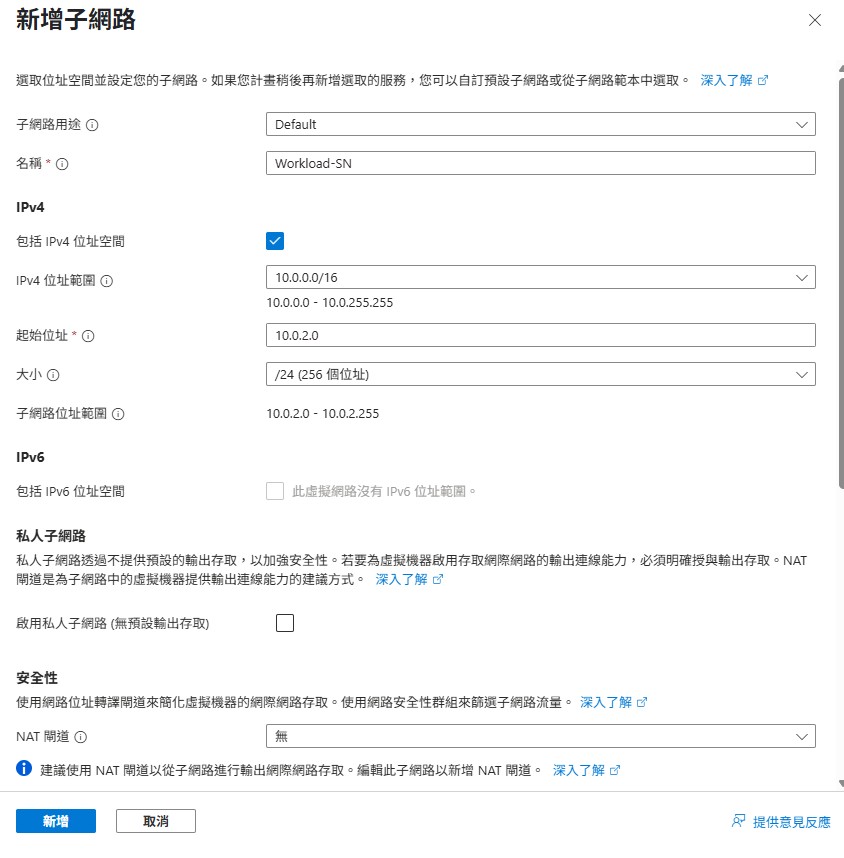 新增子網路
選取位址空間並設定您的子網路。如果您計畫稍後再新增選取的服務，您可以自訂預設子網路或從子網路範本中選取。 深入了解
子網路用途 Default
名稱 * Workload-SN
IPv4
包括 IPv4 位址空間
IPv4 位址範圍 10.0.0.0/16
10.0.0.0 - 10.0.255.255
起始位址 * 10.0.2.0
大小 /24 (256 個位址)
子網路位址範圍 10.0.2.0 - 10.0.2.255
IPv6
包括 IPv6 位址空間 此虛擬網路沒有 IPv6 位址範圍。
私人子網路
私人子網路透過不提供預設的輸出存取，以加強安全性。若要為虛擬機器啟用存取網際網路的輸出連線能力，必須明確授與輸出存取。NAT
閘道是為子網路中的虛擬機器提供輸出連線能力的建議方式。 深入了解
啟用私人子網路 (無預設輸出存取)
安全性
使用網路位址轉譯閘道來簡化虛擬機器的網際網路存取。使用網路安全性群組來篩選子網路流量。 深入了解
NAT 閘道 無
建議使用 NAT 閘道以從子網路進行輸出網際網路存取。編輯此子網路以新增 NAT 閘道。 深入了解
新增 取消 提供意見反應